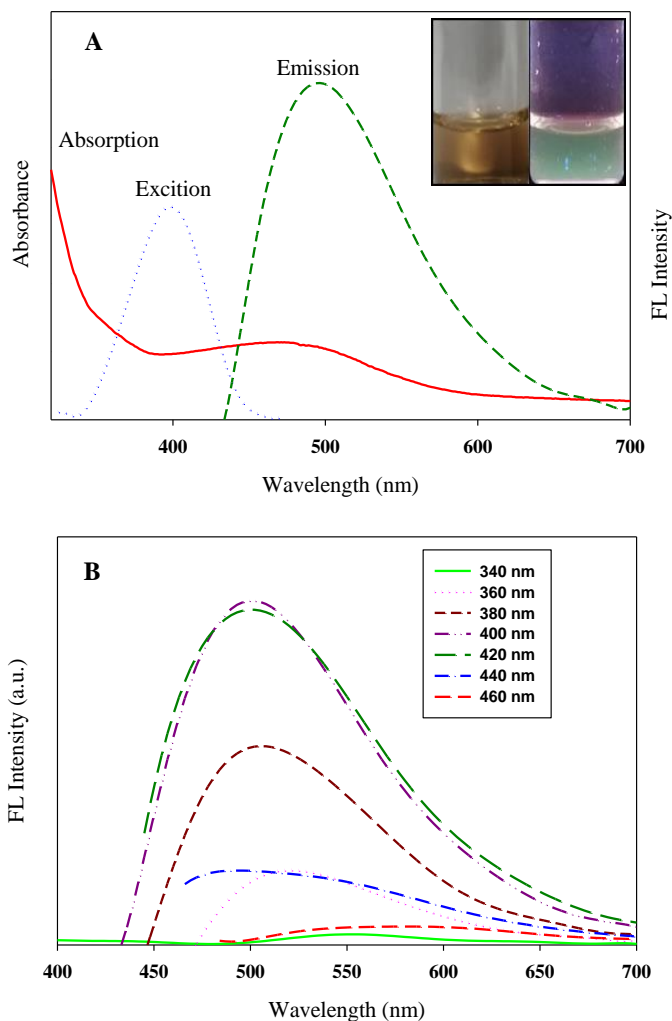 A
Emission
Absorption
Excition
Absorbance
FL Intensity
400
500
600
700
Wavelength (nm)
B
340 nm
360 nm
380 nm
400 nm
420 nm
440 nm
460 nm
FL Intensity (a.u.)
400
450
500
550
600
650
700
Wavelength (nm)